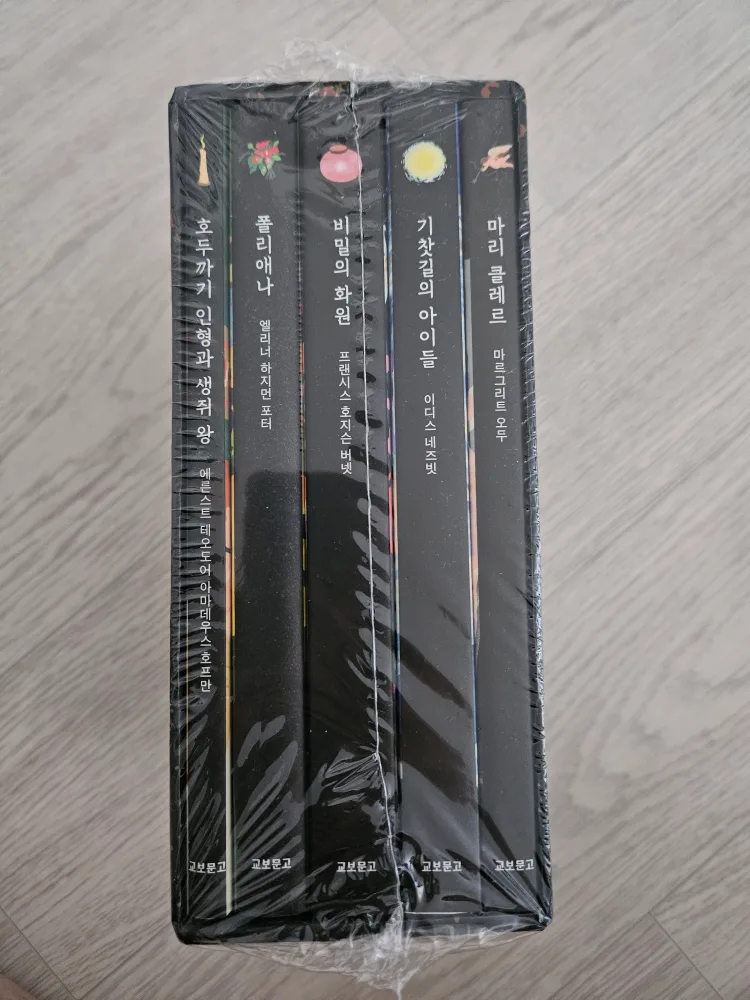 호두까기 인형과 생쥐 왕 에른스트 테오도어 아마데우스 호프만
교보문고
폴리애나 엘리너 하지먼 포터
교보문고
비밀의 화원 프랜시스 호지슨 버넷
교보문고
기찻길의 아이들 이디스 네즈빗
교보문고
마리 클레르 마르그리트 오두
교보문고